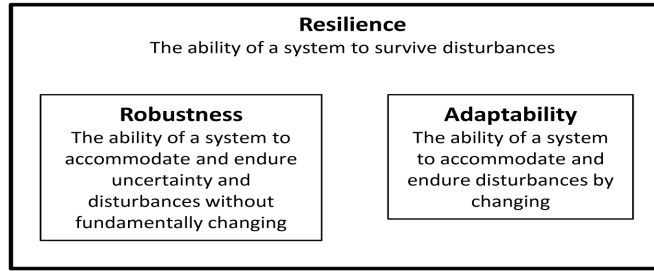 Resilience
The ability of a system to survive disturbances
Robustness
The ability of a system to
accommodate and endure
uncertainty and
disturbances without
fundamentally changing
Adaptability
The ability of a system
to accommodate and
endure disturbances by
changing